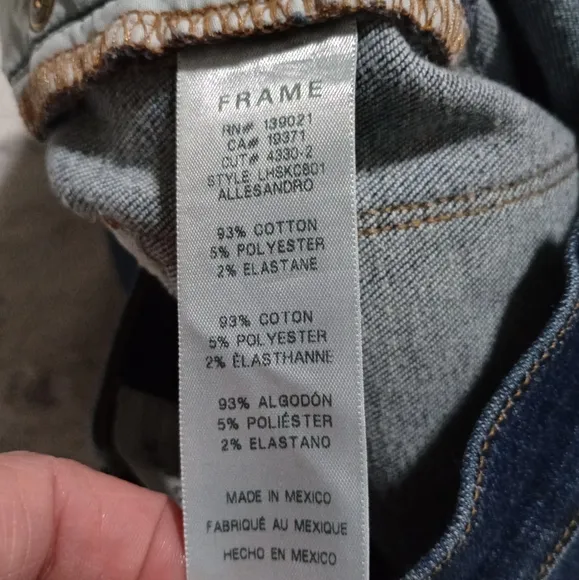 FRAME
RN# 139021
CA# 19371
CUT# 4330-2
STYLE: LHSKC801
ALLESANDRO
93% COTTON
5% POLYESTER
2% ELASTANE
93% COTON
5% POLYESTER
2% ÉLASTHANNE
93% ALGODÓN
5% POLIÉSTER
2% ELASTANO
MADE IN MEXICO
FABRIQUÉ AU MEXIQUE
HECHO EN MEXICO